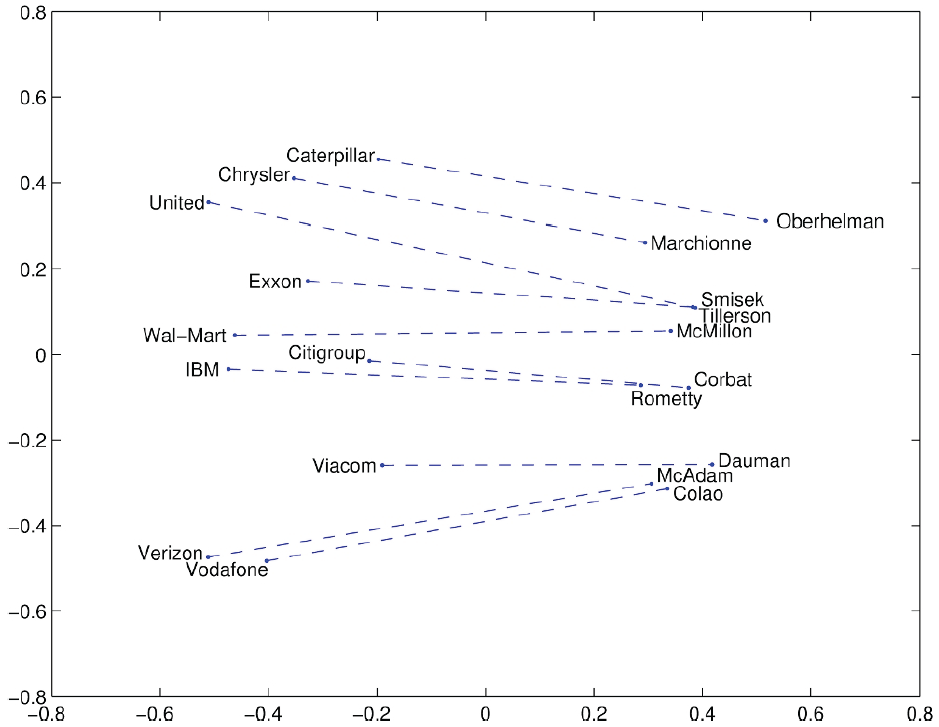 0.8
0.6
0.4
0.2
0
−0.2
−0.4
−0.6
−0.8
Caterpillar
Chrysler
United
Oberhelman
Marchionne
Exxon
Smisek
Tillerson
Wal−Mart
McMillon
Citigroup
IBM
Corbat
Rometty
Viacom
Dauman
McAdam
Colao
Verizon
Vodafone
−0.8 −0.6 −0.4 −0.2 0 0.2 0.4 0.6 0.8